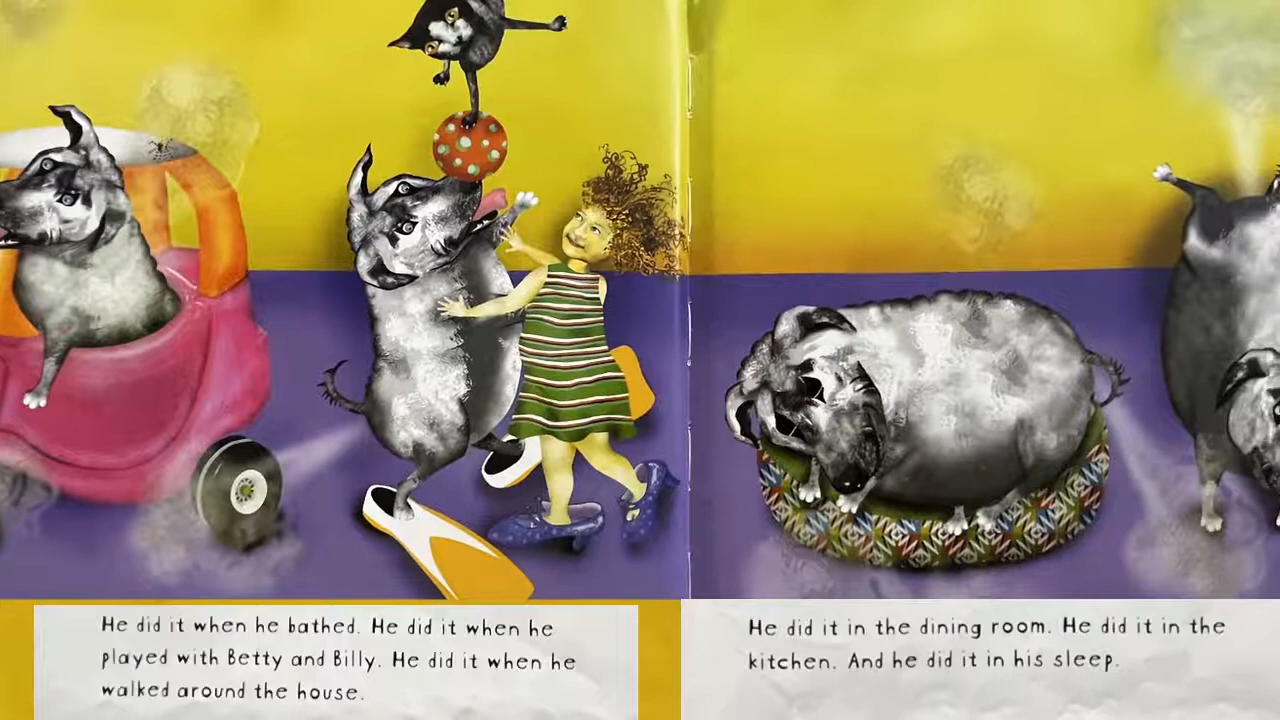 He did it when he bathed. He did it when he
played with Betty and Billy. He did it when he
walked around the house.
He did it in the dining room. He did it in the
kitchen. And he did it in his sleep.